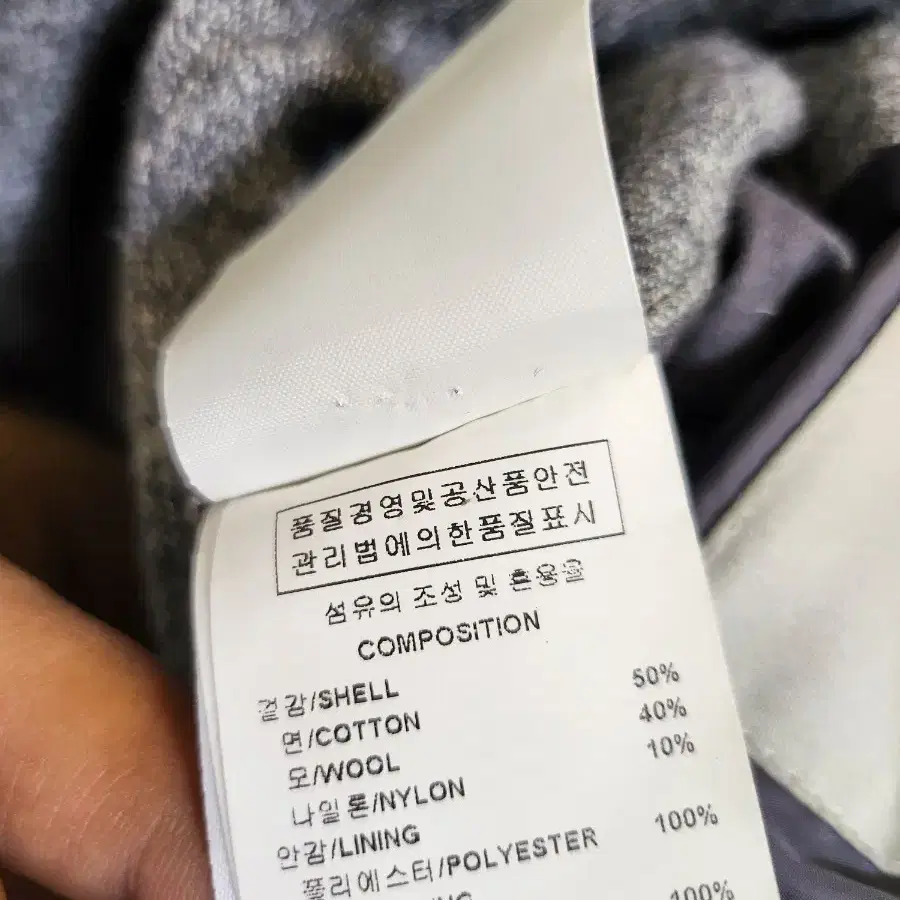 품질경영및공산품안전
관리법에의한품질표시
섬유의 조성 및 혼용율
COMPOSITION
겉감/SHELL
면/COTTON 50%
모/WOOL 40%
나일론/NYLON 10%
안감/LINING
폴리에스터/POLYESTER 100%
100%